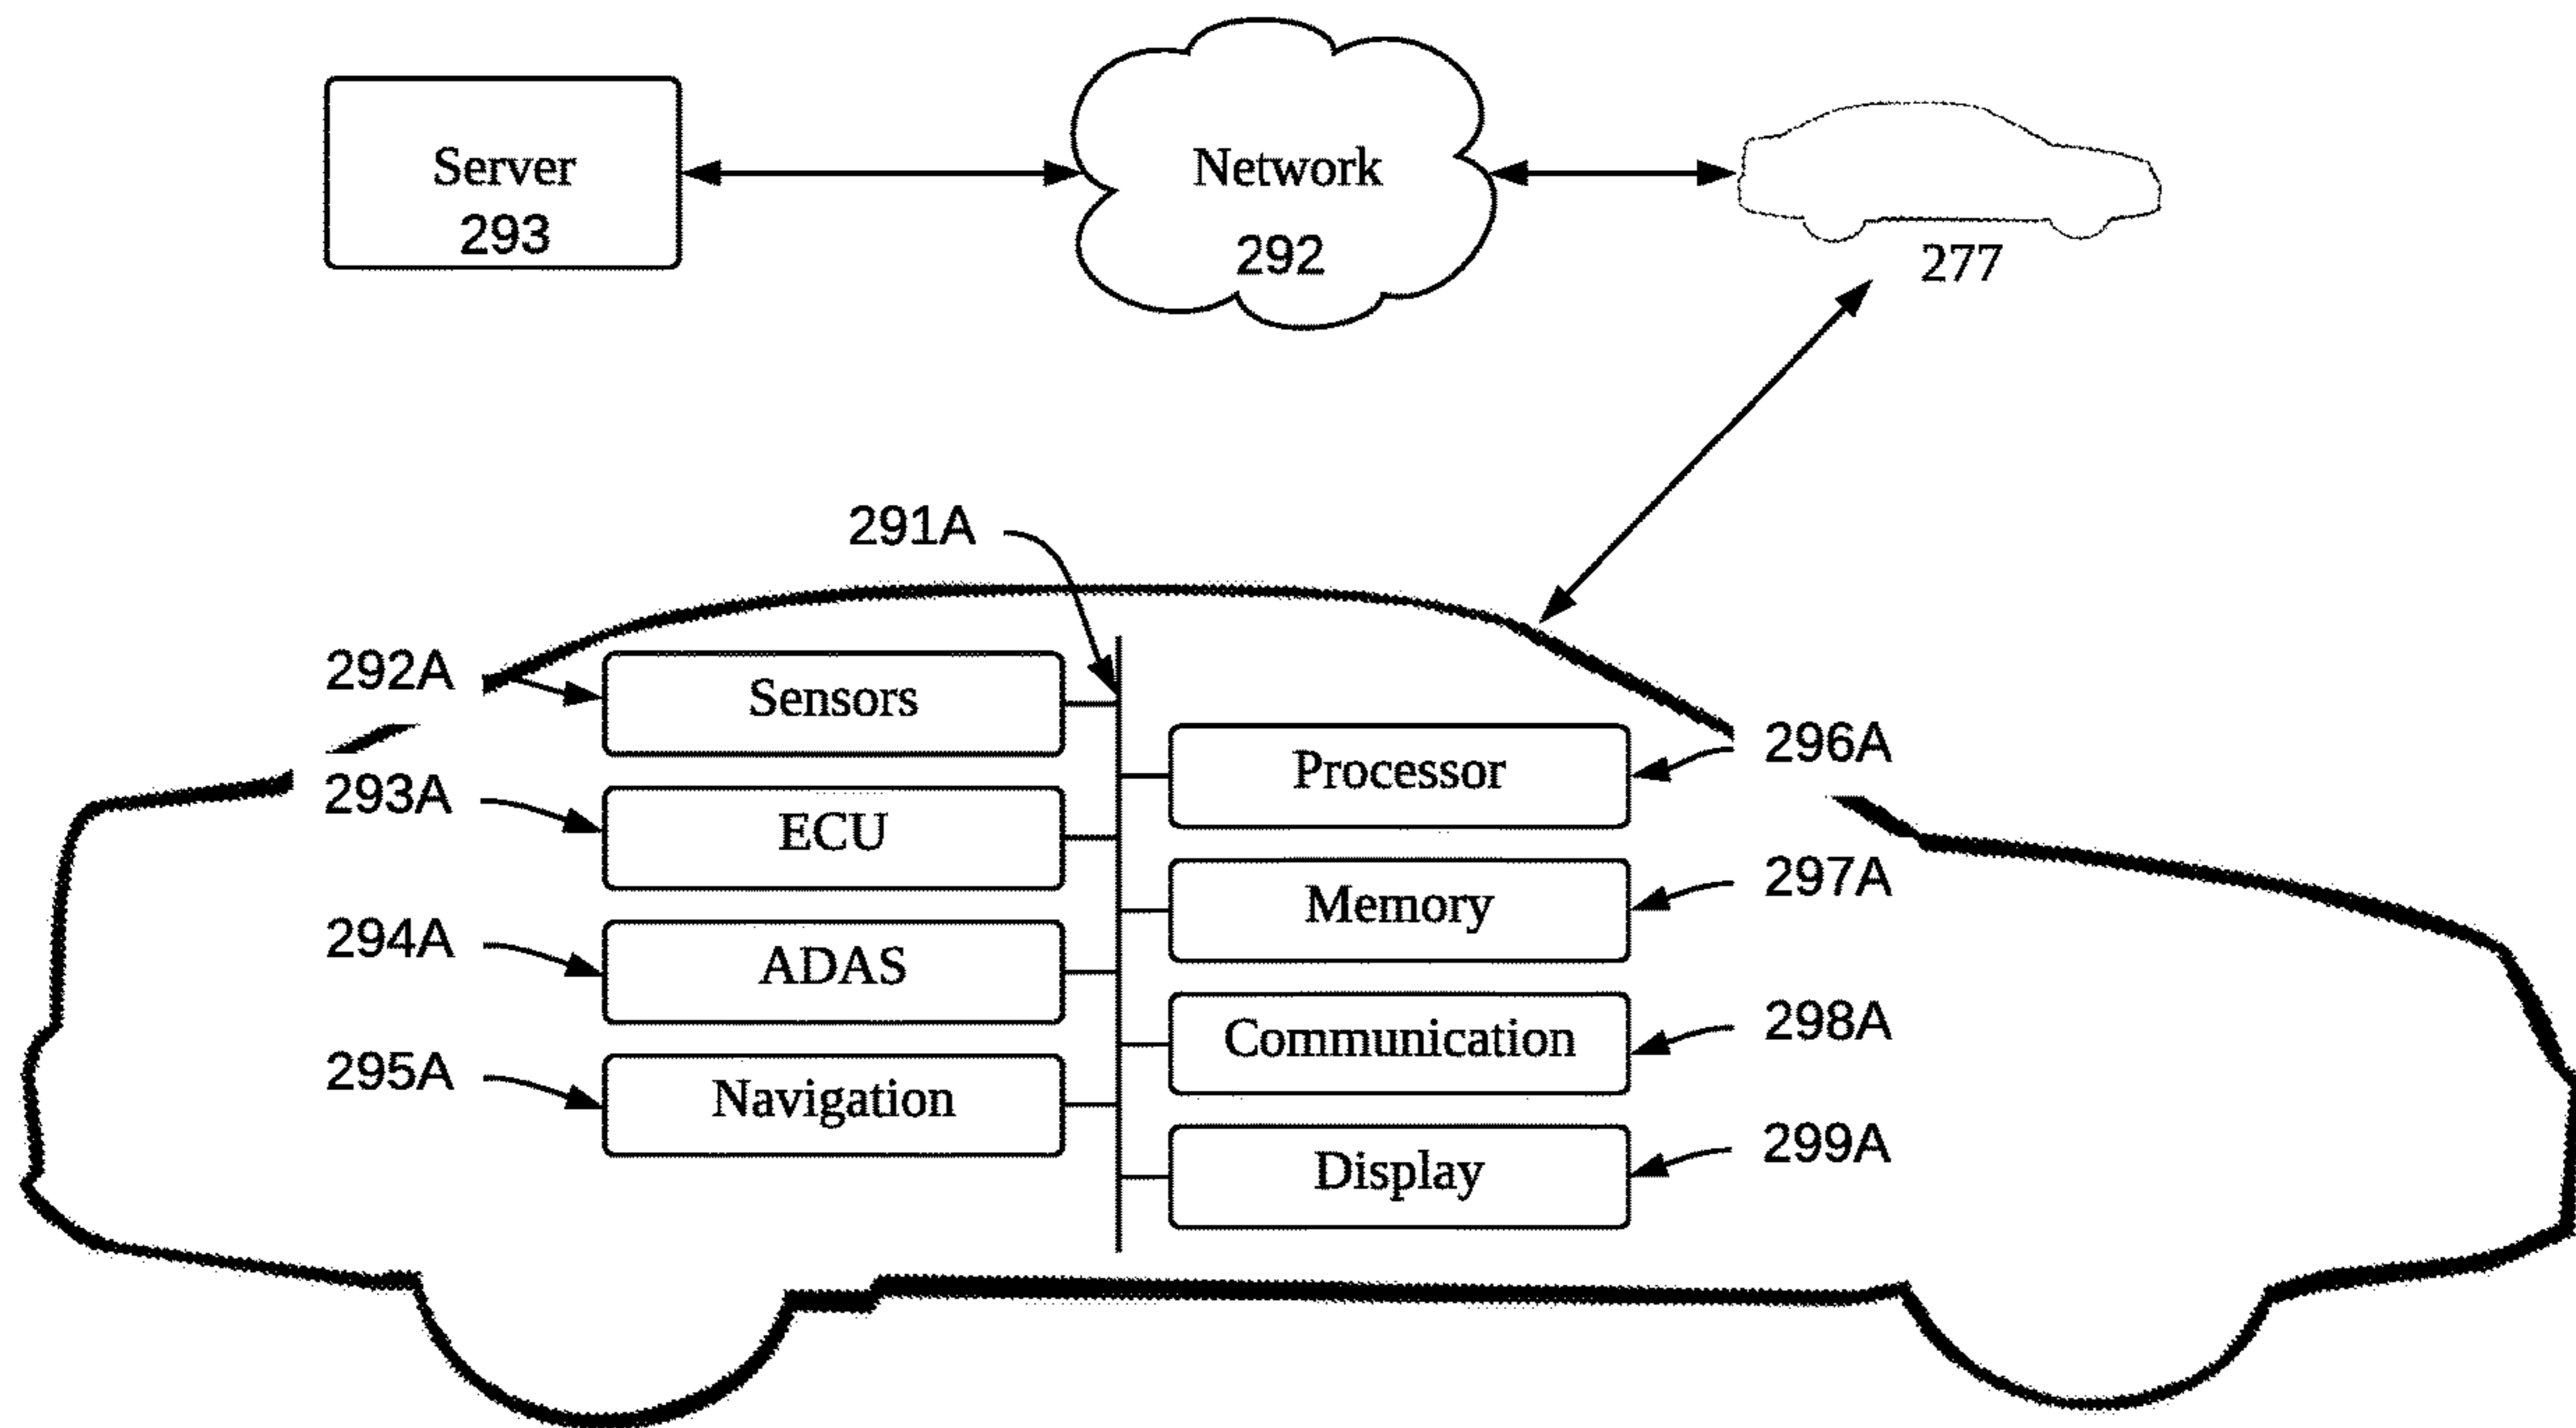 Server
293
Network
292
277
291A
292A
Sensors
Processor
296A
293A
ECU
Memory
297A
294A
ADAS
Communication
298A
295A
Navigation
Display
299A